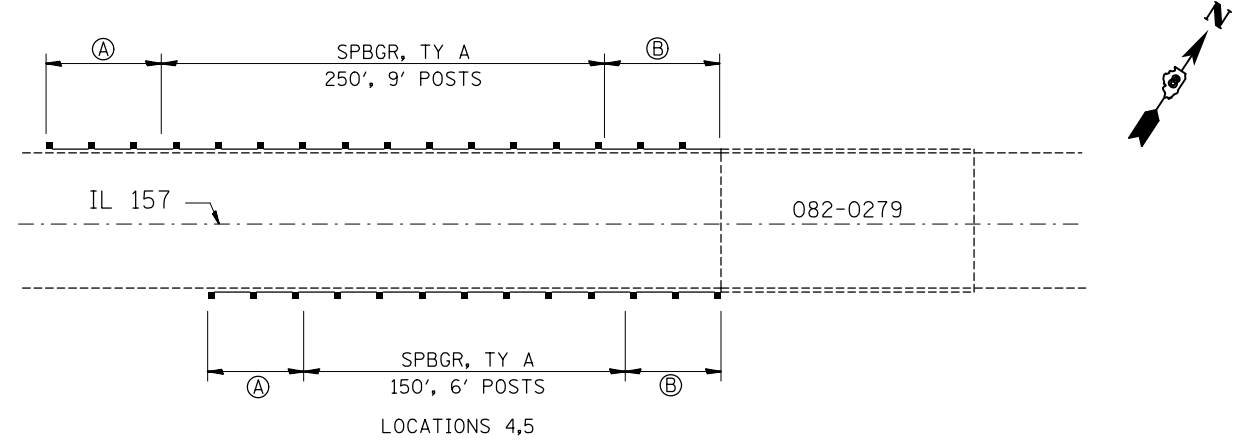 N
Ⓐ
SPBGR, TY A
250', 9' POSTS
Ⓑ
IL 157
082-0279
Ⓐ
SPBGR, TY A
150', 6' POSTS
Ⓑ
LOCATIONS 4,5